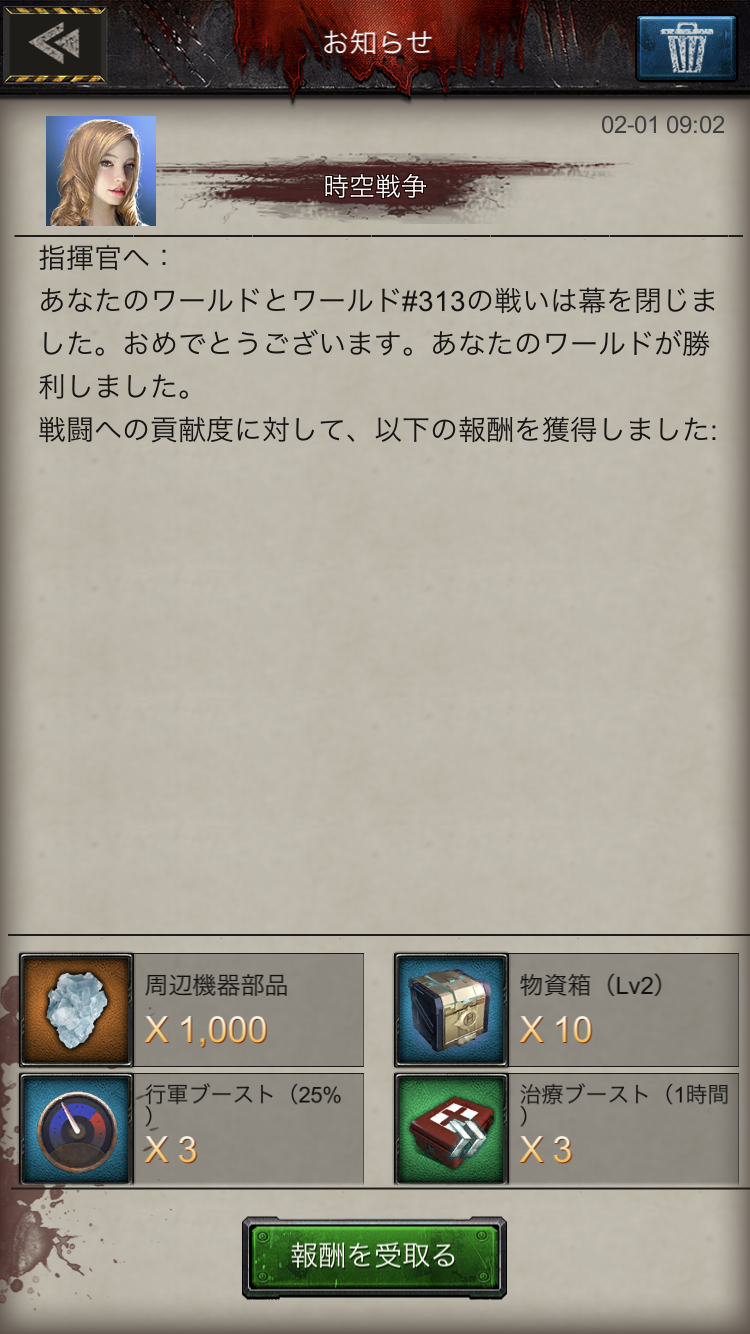 お知らせ
02-01 09:02
時空戦争
指揮官へ：
あなたのワールドとワールド#313の戦いは幕を閉じま
した。おめでとうございます。あなたのワールドが勝
利しました。
戦闘への貢献度に対して、以下の報酬を獲得しました:
周辺機器部品
X 1,000
物資箱（Lv2）
X 10
行軍ブースト（25%
）
X 3
治療ブースト（1時間
）
X 3
報酬を受取る